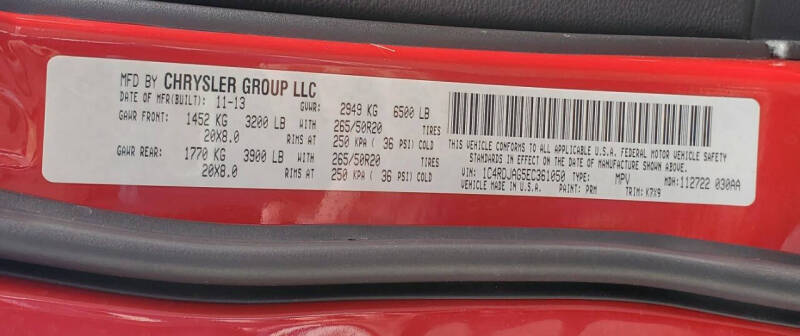 MFD BY CHRYSLER GROUP LLC
DATE OF MFR(BUILT): 11-13 GVWR: 2949 KG 6500 LB
GAWR FRONT: 1452 KG 3200 LB WITH 265/50R20 TIRES
20X8.0 RIMS AT 250 KPA ( 36 PSI) COLD
GAWR REAR: 1770 KG 3900 LB WITH 265/50R20 TIRES
20X8.0 RIMS AT 250 KPA ( 36 PSI) COLD
THIS VEHICLE CONFORMS TO ALL APPLICABLE U.S.A. FEDERAL MOTOR VEHICLE SAFETY
STANDARDS IN EFFECT ON THE DATE OF MANUFACTURE SHOWN ABOVE.
VIN: 1C4RDJAG5EC361050 TYPE: MPV MDH: 112722 030AA
VEHICLE MADE IN U.S.A. PAINT: PRM TRIM: K7X9